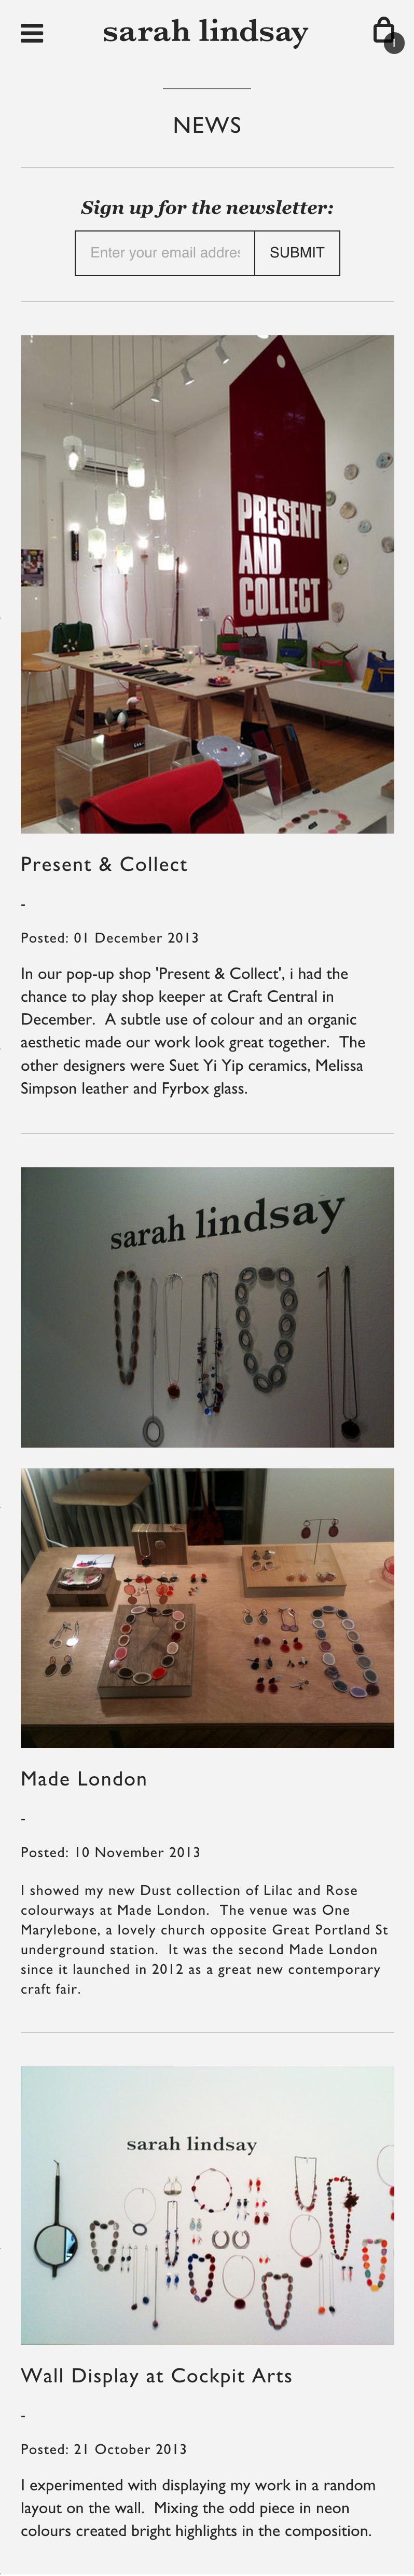 sarah lindsay
1
NEWS
Sign up for the newsletter:
Enter your email addres
SUBMIT
PRESENT
AND
COLLECT
Present & Collect
-
Posted: 01 December 2013
In our pop-up shop 'Present & Collect', i had the
chance to play shop keeper at Craft Central in
December.  A subtle use of colour and an organic
aesthetic made our work look great together.  The
other designers were Suet Yi Yip ceramics, Melissa
Simpson leather and Fyrbox glass.
sarah lindsay
Made London
-
Posted: 10 November 2013
I showed my new Dust collection of Lilac and Rose
colourways at Made London.  The venue was One
Marylebone, a lovely church opposite Great Portland St
underground station.  It was the second Made London
since it launched in 2012 as a great new contemporary
craft fair.
sarah lindsay
Wall Display at Cockpit Arts
-
Posted: 21 October 2013
I experimented with displaying my work in a random
layout on the wall.  Mixing the odd piece in neon
colours created bright highlights in the composition.